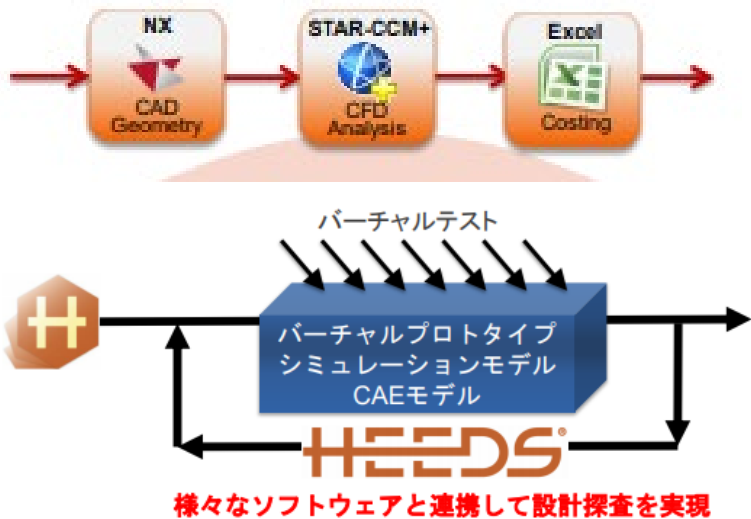 NX
CAD
Geometry
STAR-CCM+
CFD
Analysis
Excel
Costing
バーチャルテスト
H
バーチャルプロトタイプ
シミュレーションモデル
CAEモデル
HEEDS®
様々なソフトウェアと連携して設計探査を実現